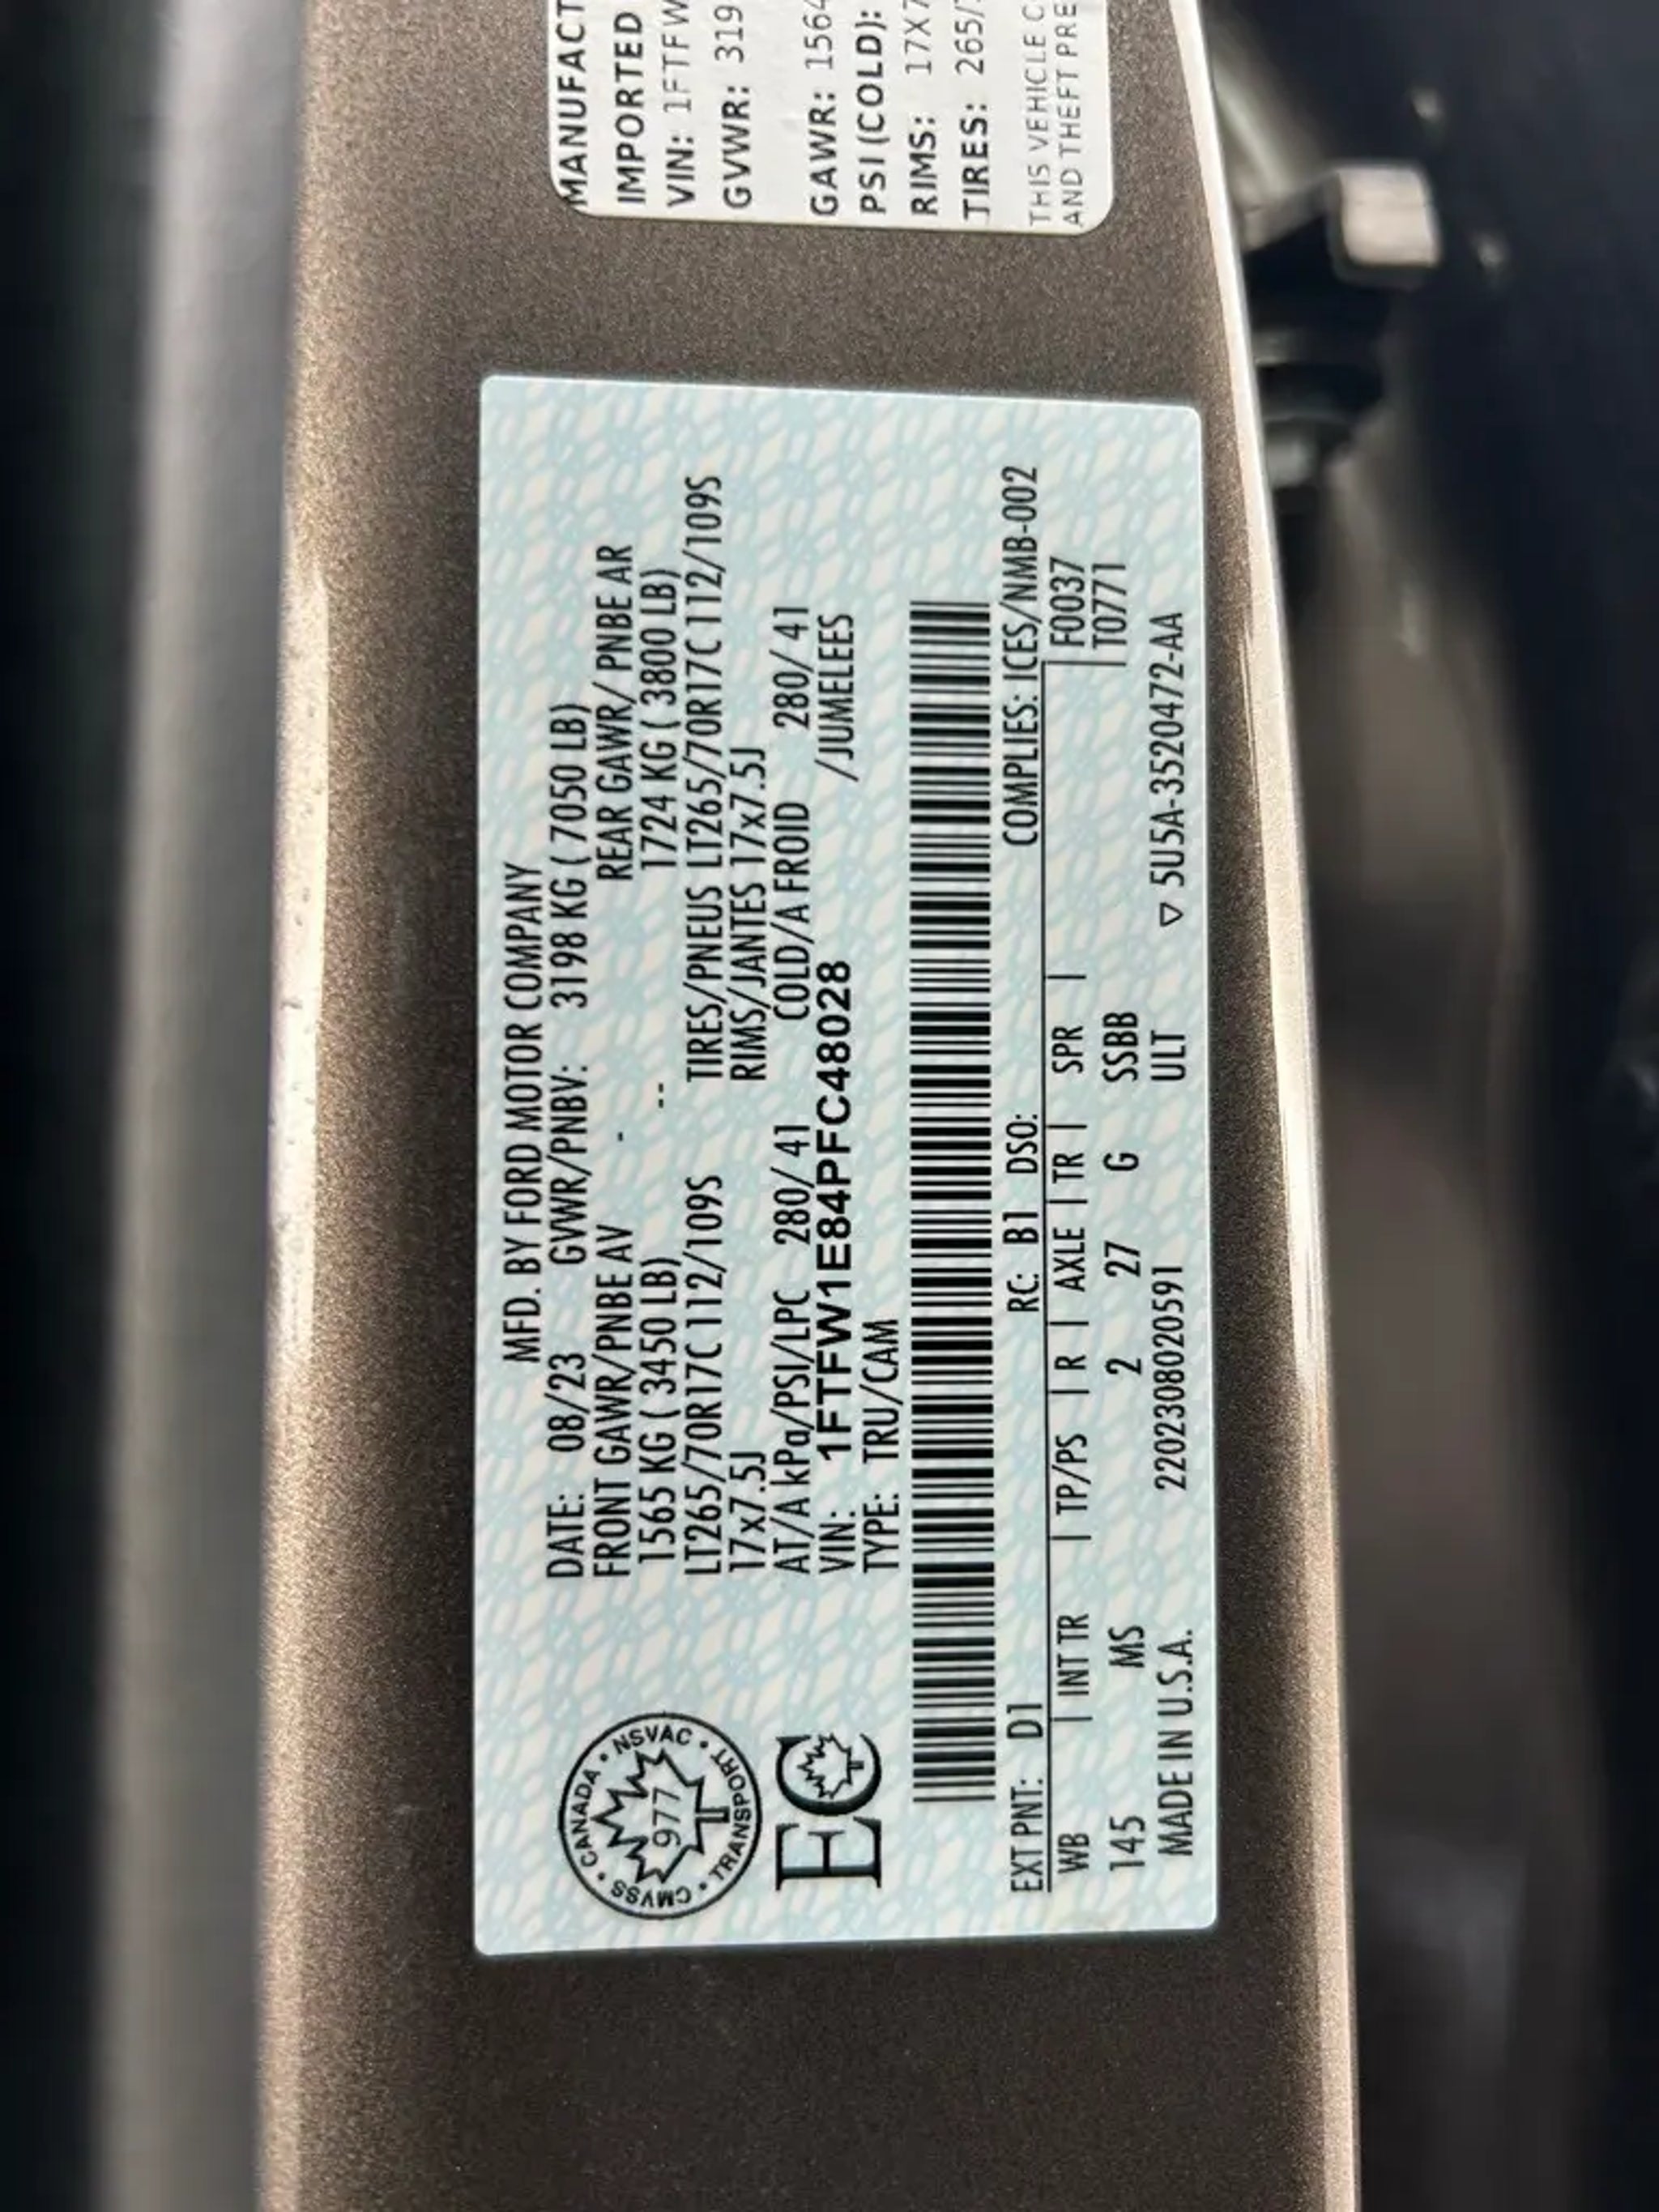 MANUFACT
IMPORTED
VIN: 1FTFW
GVWR: 319
GAWR: 1564
PSI(COLD):
RIMS: 17X7
TIRES: 265/
THIS VEHICLE C
AND THEFT PRE
MFD. BY FORD MOTOR COMPANY
DATE: 08/23 GVWR/PNBV: 3198 KG ( 7050 LB)
FRONT GAWR/PNBE AV - REAR GAWR/ PNBE AR
1565 KG ( 3450 LB) -- 1724 KG ( 3800 LB)
LT265/70R17C 112/109S TIRES/PNEUS LT265/70R17C 112/109S
17x7.5J RIMS/JANTES 17x7.5J
AT/A kPa/PSI/LPC 280/ 41 COLD/A FROID 280/ 41
VIN: 1FTFW1E84PFC48028 /JUMELEES
TYPE: TRU/CAM
CANADA • NSVAC • TRANSPORT • CMVSS •
977
EC
EXT PNT: D1 RC: B1 DSO: COMPLIES: ICES/NMB-002
WB | INT TR | TP/PS | R | AXLE | TR | SPR | F0037
145 MS 2 27 G SSBB T0771
MADE IN U.S.A. 220230802059​1 ULT ▽ 5U5A-3520472-AA